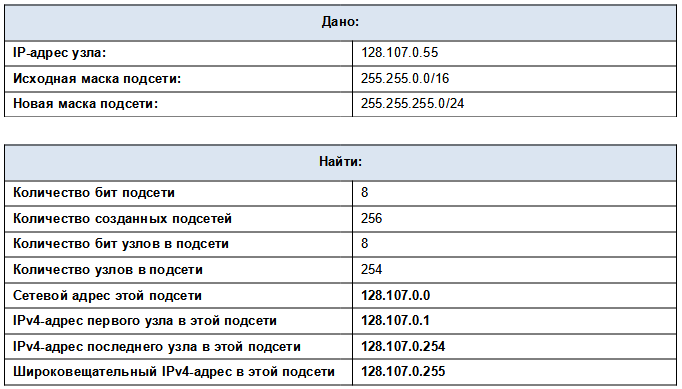 Дано:
IP-адрес узла: 128.107.0.55
Исходная маска подсети: 255.255.0.0/16
Новая маска подсети: 255.255.255.0/24
Найти:
Количество бит подсети 8
Количество созданных подсетей 256
Количество бит узлов в подсети 8
Количество узлов в подсети 254
Сетевой адрес этой подсети 128.107.0.0
IPv4-адрес первого узла в этой подсети 128.107.0.1
IPv4-адрес последнего узла в этой подсети 128.107.0.254
Широковещательный IPv4-адрес в этой подсети 128.107.0.255